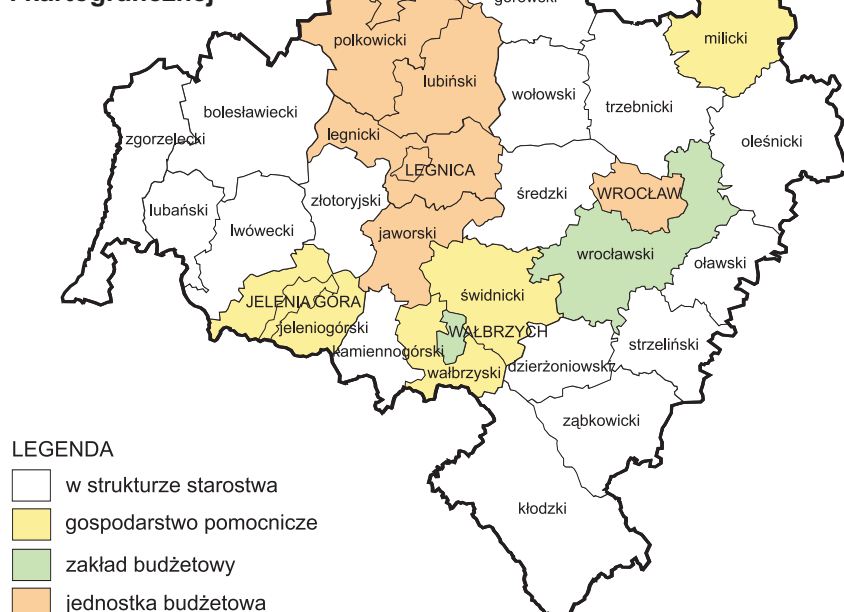 i kartograficznej
górowski
milicki
polkowicki
lubiński
wołowski
trzebnicki
bolesławiecki
zgorzelecki
legnicki
oleśnicki
LEGNICA
średzki
WROCŁAW
złotoryjski
lubański
lwówecki
jaworski
wrocławski
oławski
JELENIA GÓRA
świdnicki
jeleniogórski
WAŁBRZYCH
kamiennogórski
strzeliński
wałbrzyski
dzierżoniowski
ząbkowicki
kłodzki
LEGENDA
w strukturze starostwa
gospodarstwo pomocnicze
zakład budżetowy
jednostka budżetowa